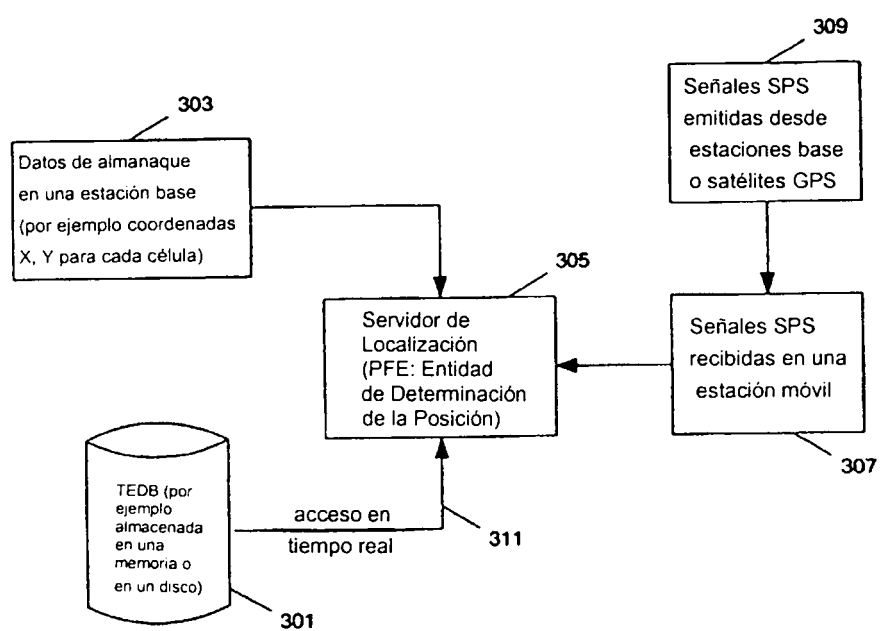 309
Señales SPS
emitidas desde
estaciones base
o satélites GPS
303
Datos de almanaque
en una estación base
(por ejemplo coordenadas
X, Y para cada célula)
305
Servidor de
Localización
(PFE: Entidad
de Determinación
de la Posición)
Señales SPS
recibidas en una
estación móvil
307
TEDB (por
ejemplo
almacenada
en una
memoria o
en un disco)
301
acceso en
tiempo real
311